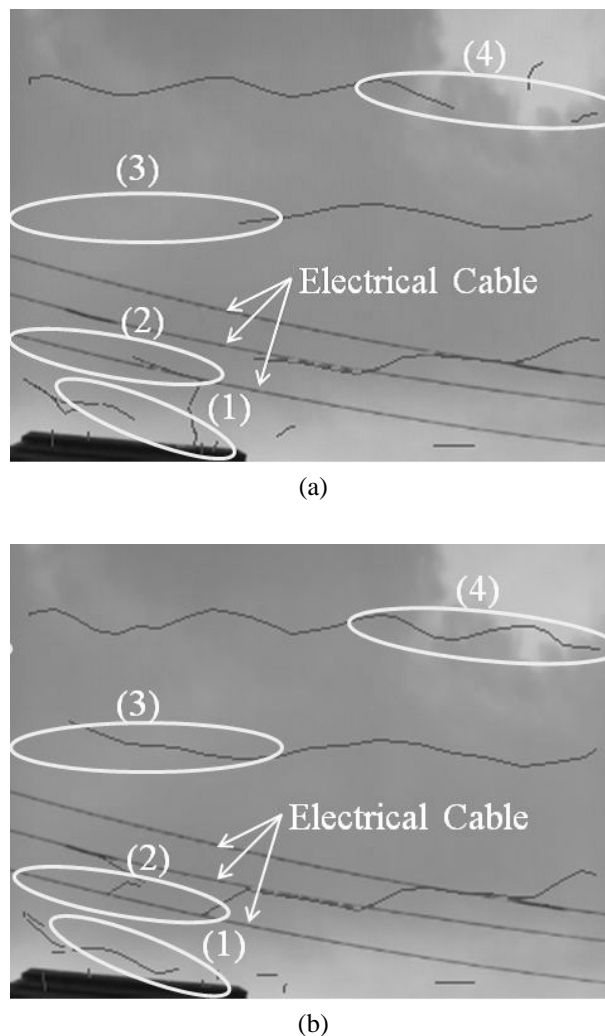 (4)
(3)
Electrical Cable
(2)
(1)
(a)
(4)
(3)
Electrical Cable
(2)
(1)
(b)